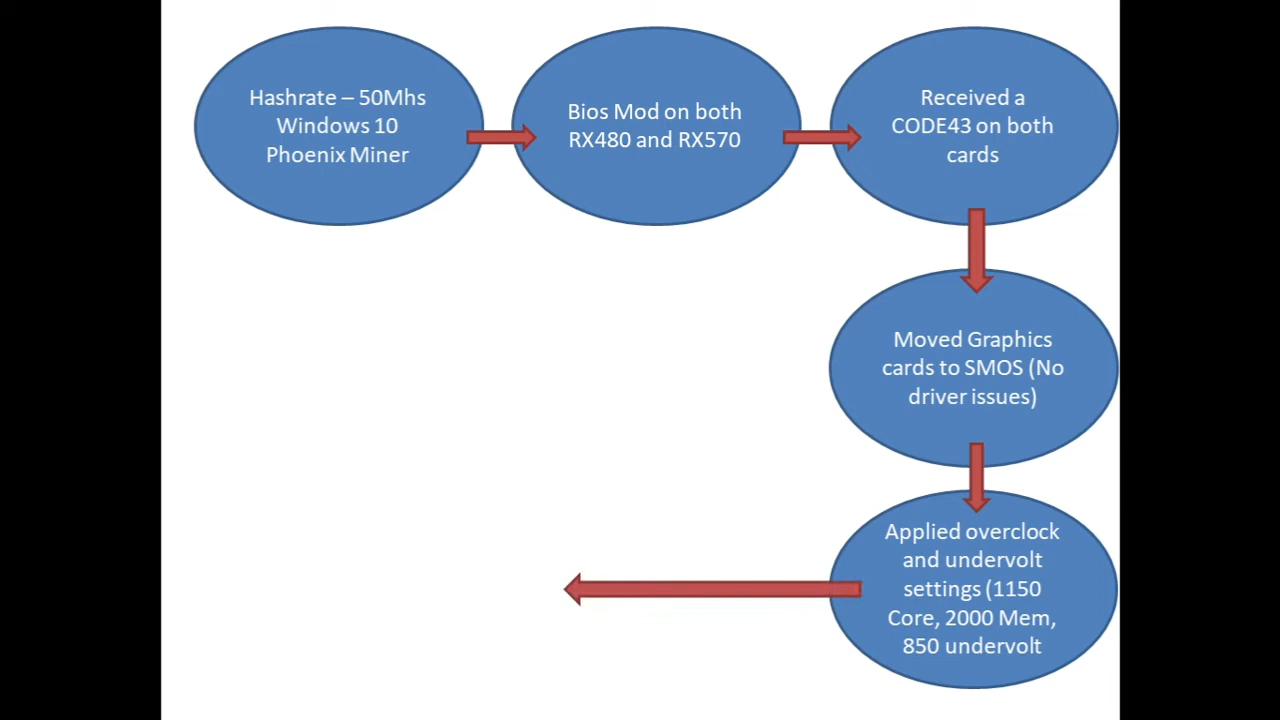 Hashrate – 50Mhs
Windows 10
Phoenix Miner
Bios Mod on both
RX480 and RX570
Received a
CODE43 on both
cards
Moved Graphics
cards to SMOS (No
driver issues)
Applied overclock
and undervolt
settings (1150
Core, 2000 Mem,
850 undervolt